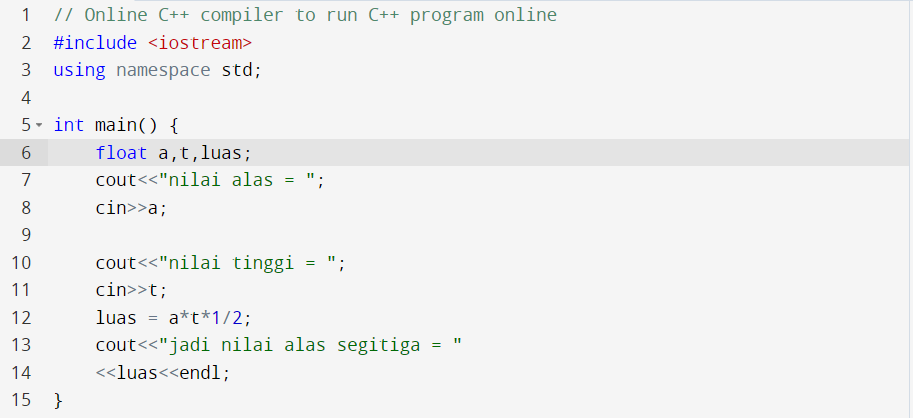 1 // Online C++ compiler to run C++ program online
2 #include <iostream>
3 using namespace std;
4
5 int main() {
6 float a,t,luas;
7 cout<<"nilai alas = ";
8 cin>>a;
9
10 cout<<"nilai tinggi = ";
11 cin>>t;
12 luas = a*t*1/2;
13 cout<<"jadi nilai alas segitiga = "
14 <<luas<<endl;
15 }